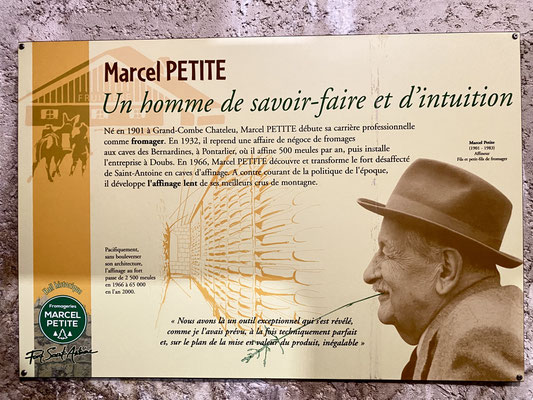 Marcel PETITE
Un homme de savoir-faire et d'intuition
Né en 1901 à Grand-Combe Chateleu, Marcel PETITE débute sa carrière professionnelle
comme fromager. En 1932, il reprend une affaire de négoce de fromages
aux caves des Bernardines, à Pontarlier, où il affine 500 meules par an, puis installe
l'entreprise à Doubs. En 1966, Marcel PETITE découvre et transforme le fort désaffecté
de Saint-Antoine en caves d'affinage. A contre courant de la politique de l'époque,
il développe l'affinage lent de ses meilleurs crus de montagne.
Marcel Petite
(1901 - 1983)
Affineur
Fils et petit-fils de fromager
Pacifiquement,
sans bouleverser
son architecture,
l'affinage au fort
passe de 2 500 meules
en 1966 à 65 000
en l'an 2000.
« Nous avons là un outil exceptionnel qui s'est révélé,
comme je l'avais prévu, à la fois techniquement parfait
et, sur le plan de la mise en valeur du produit, inégalable »
Fromageries
MARCEL
PETITE
Fort Saint Antoine